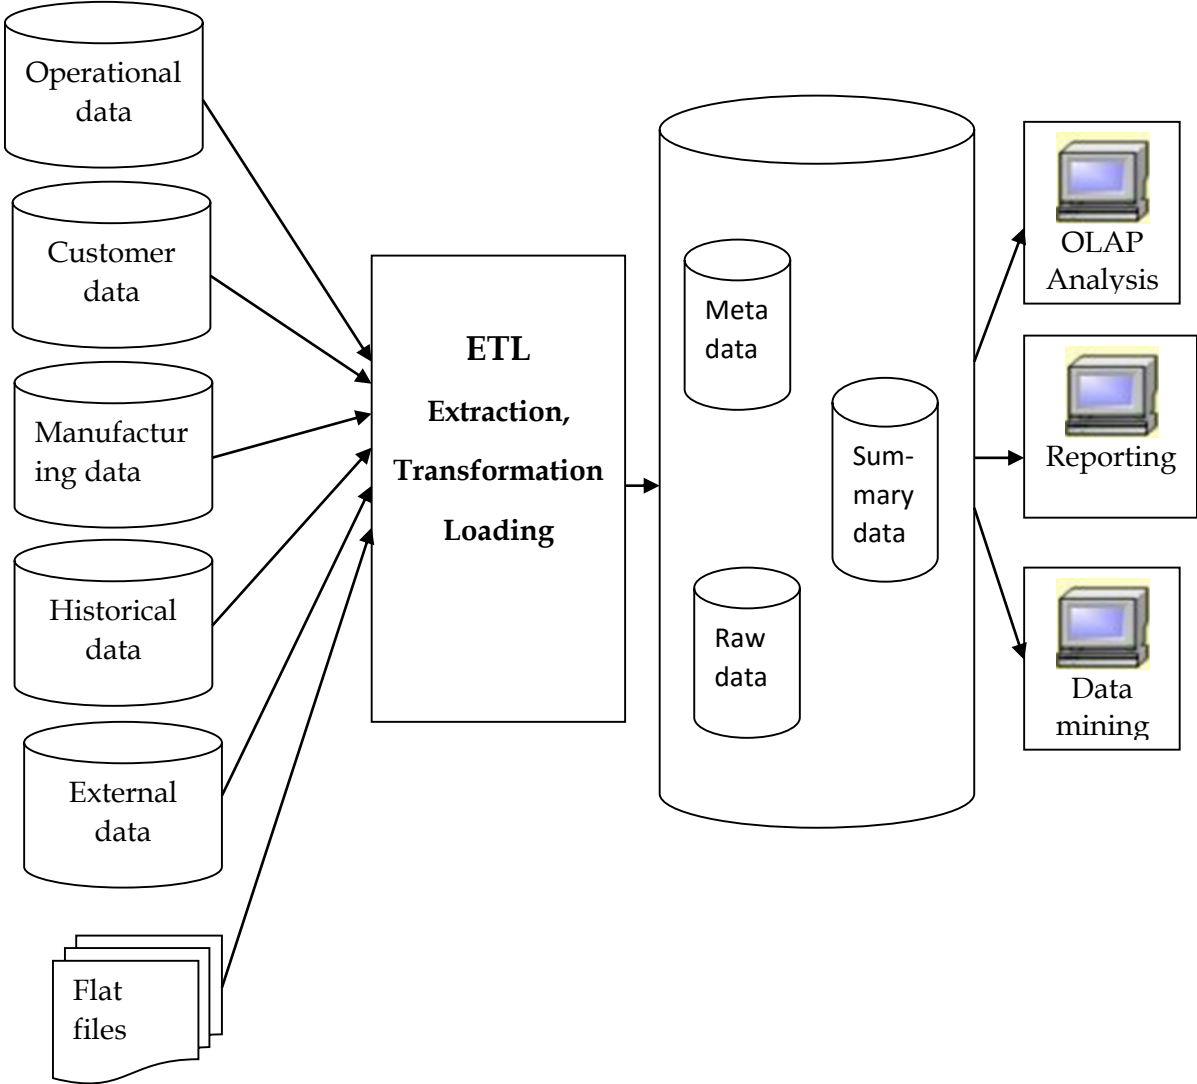 Operational
data
Customer
data
Manufactur
ing data
Historical
data
External
data
Flat
files
ETL
Extraction,
Transformation
Loading
Meta
data
Sum-
mary
data
Raw
data
OLAP
Analysis
Reporting
Data
mining